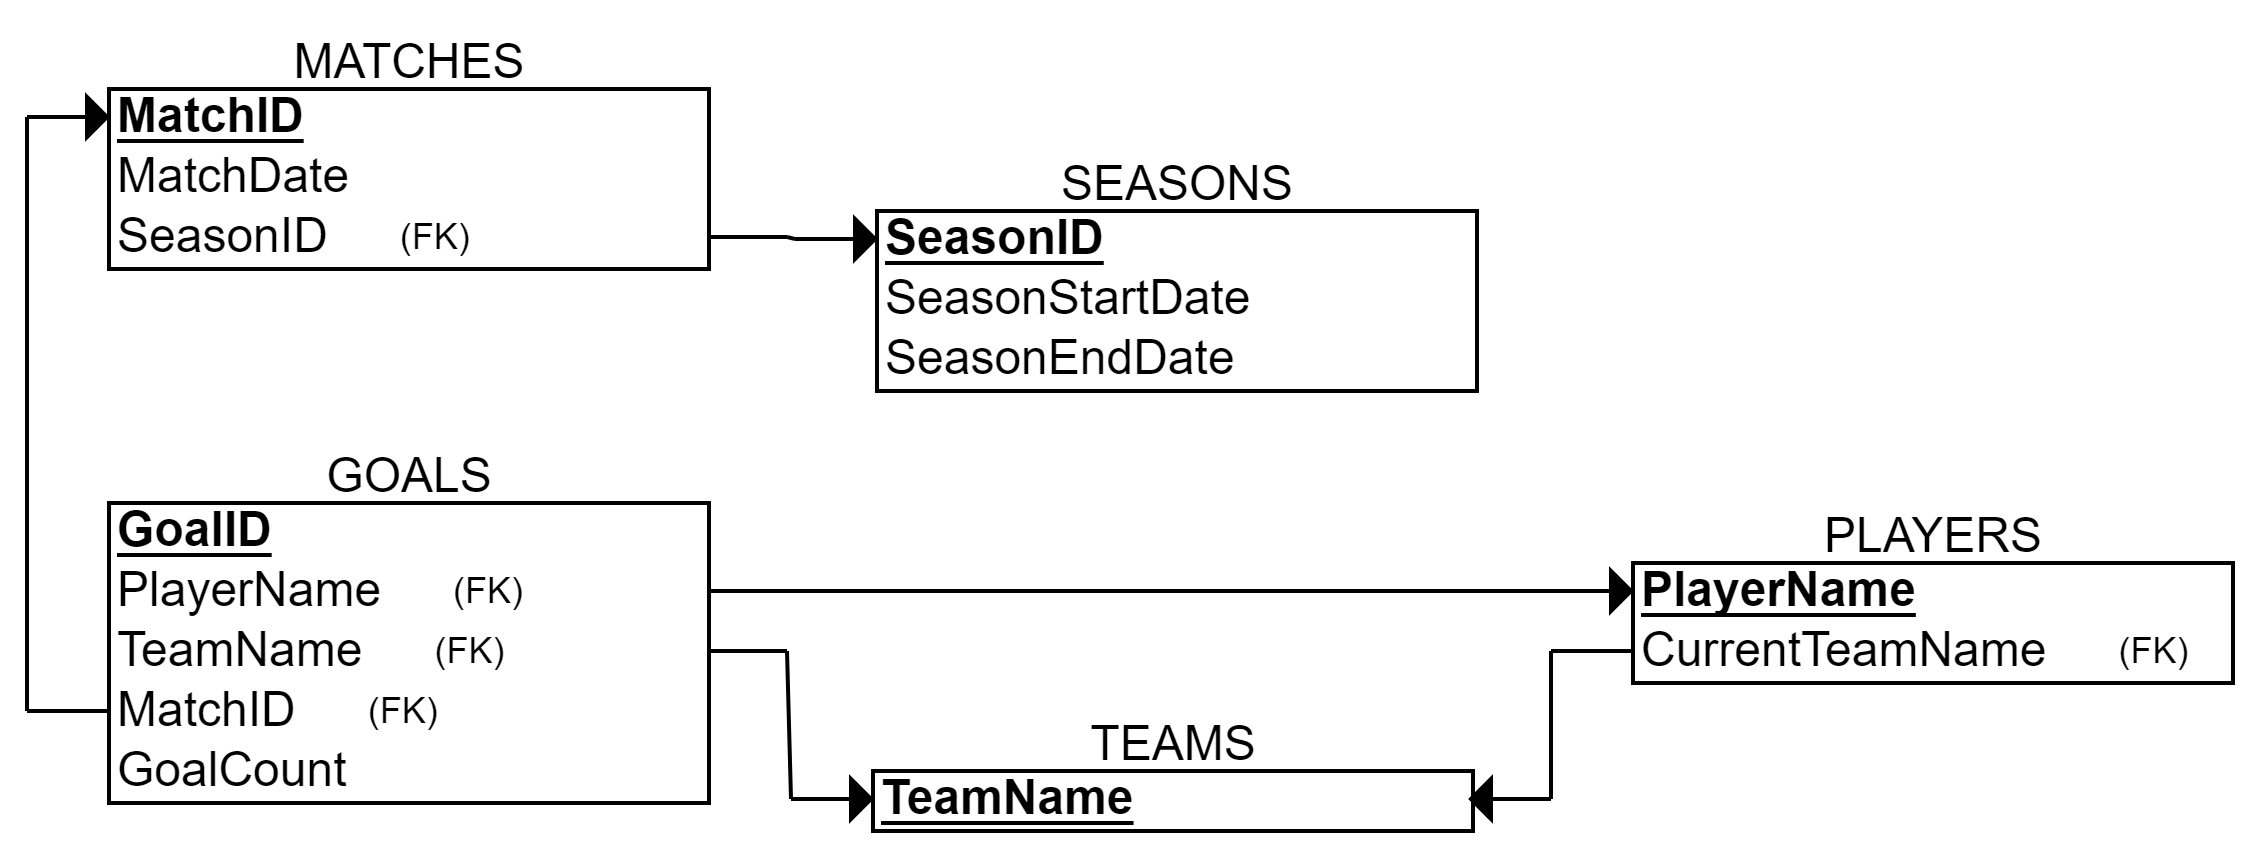 MATCHES
MatchID
MatchDate
SeasonID (FK)
SEASONS
SeasonID
SeasonStartDate
SeasonEndDate
GOALS
GoalID
PlayerName (FK)
TeamName (FK)
MatchID (FK)
GoalCount
PLAYERS
PlayerName
CurrentTeamName (FK)
TEAMS
TeamName